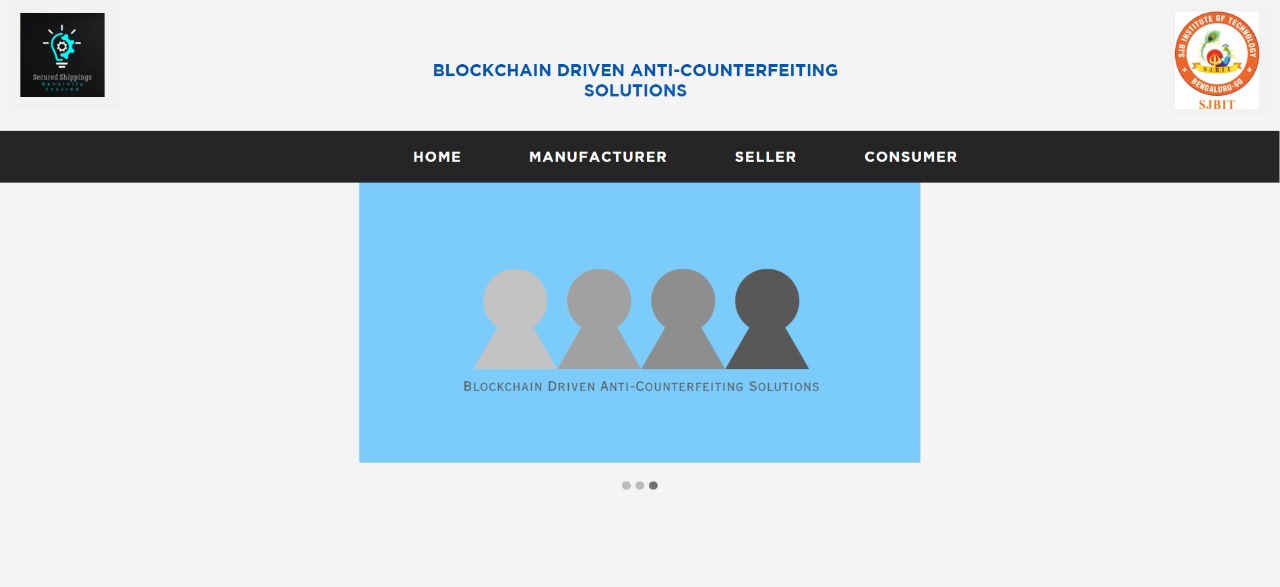 Secured Shippings
Genuinity
Ensured
BLOCKCHAIN DRIVEN ANTI-COUNTERFEITING
SOLUTIONS
SJB INSTITUTE OF TECHNOLOGY
SJBIT
BENGALURU-60
SJBIT
HOME MANUFACTURER SELLER CONSUMER
BLOCKCHAIN DRIVEN ANTI-COUNTERFEITING SOLUTIONS